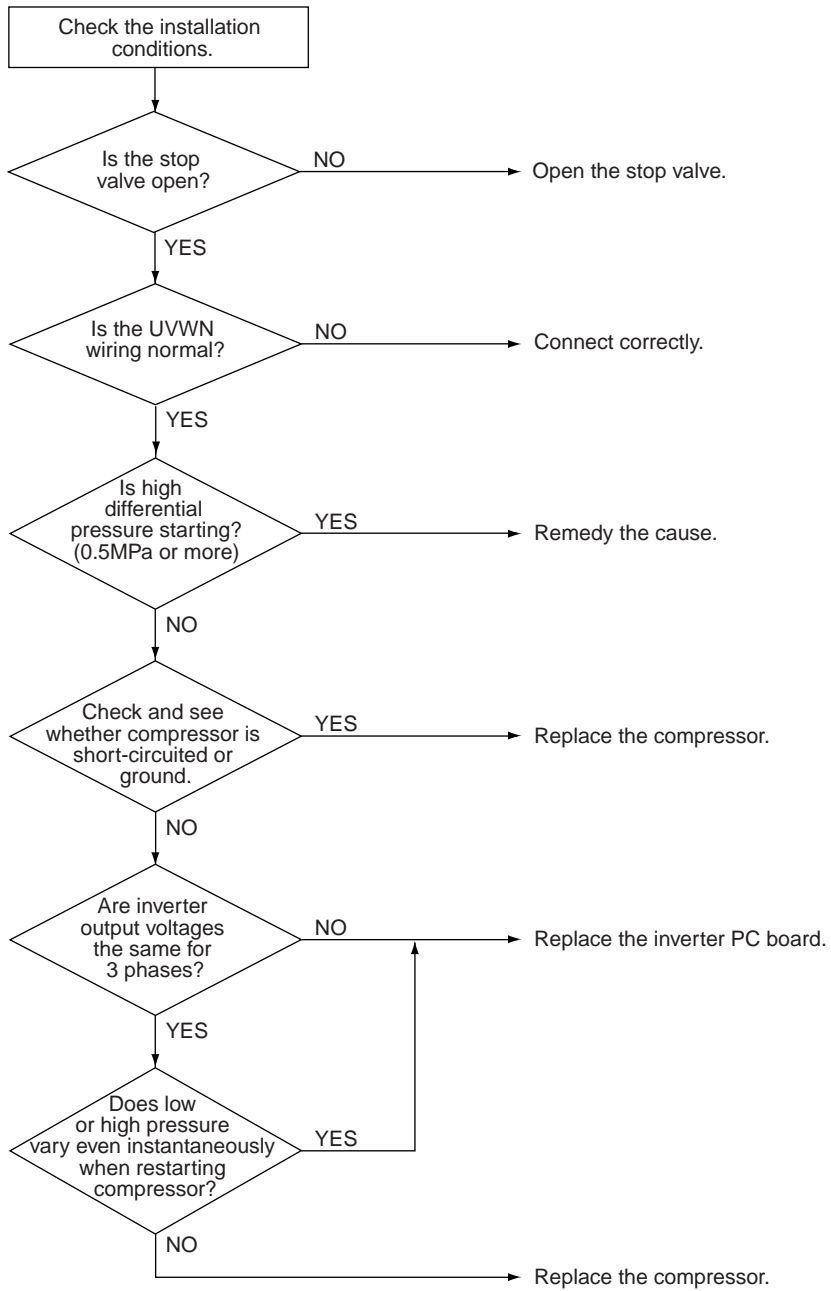 Check the installation
conditions.
Is the stop
valve open?
NO
Open the stop valve.
YES
Is the UVWN
wiring normal?
NO
Connect correctly.
YES
Is high
differential
pressure starting?
(0.5MPa or more)
YES
Remedy the cause.
NO
Check and see
whether compressor is
short-circuited or
ground.
YES
Replace the compressor.
NO
Are inverter
output voltages
the same for
3 phases?
NO
Replace the inverter PC board.
YES
Does low
or high pressure
vary even instantaneously
when restarting
compressor?
YES
NO
Replace the compressor.